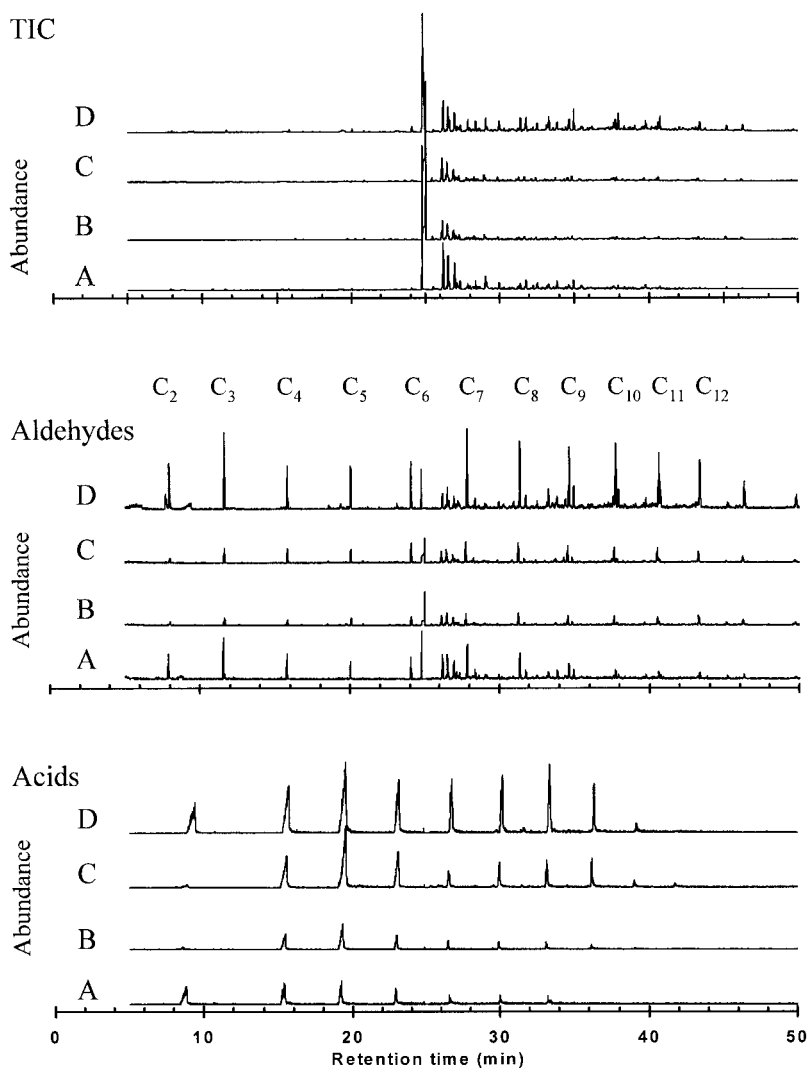 TIC
D
C
B
A
Abundance
C₂ C₃ C₄ C₅ C₆ C₇ C₈ C₉ C₁₀ C₁₁ C₁₂
Aldehydes
D
C
B
A
Abundance
Acids
D
C
B
A
Abundance
0 10 20 30 40 50
Retention time (min)